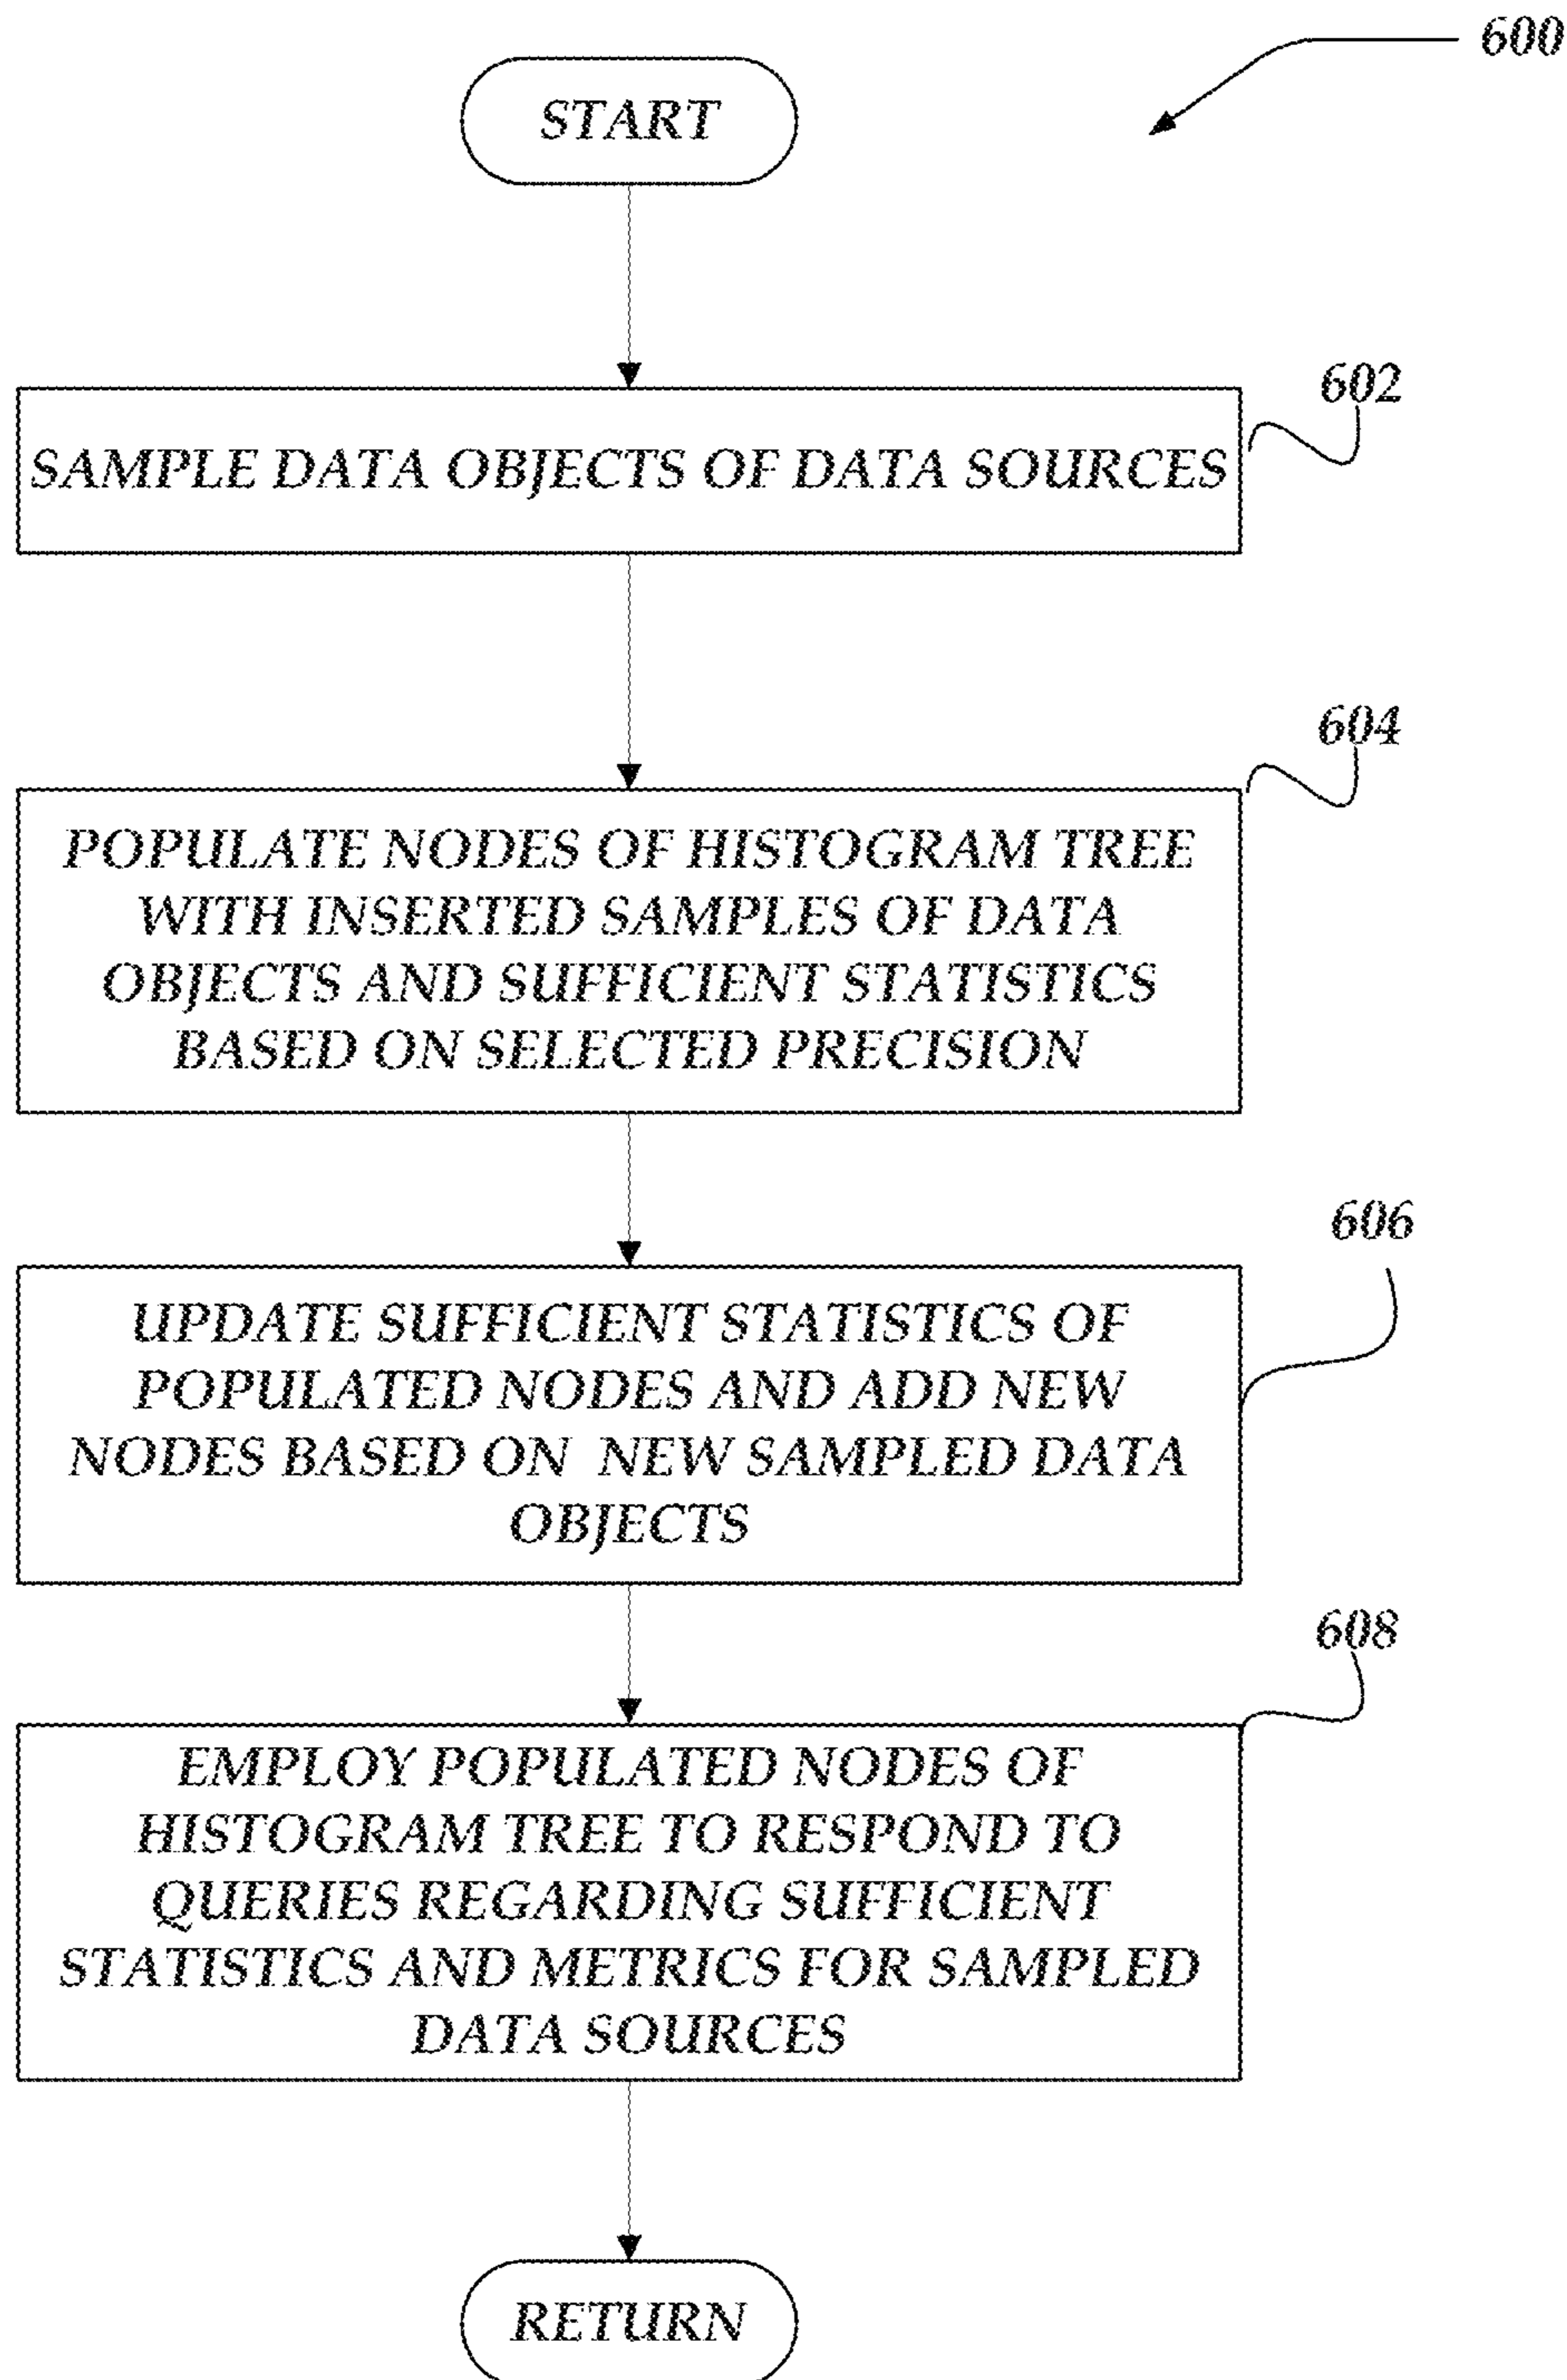 600
START
602
SAMPLE DATA OBJECTS OF DATA SOURCES
604
POPULATE NODES OF HISTOGRAM TREE
WITH INSERTED SAMPLES OF DATA
OBJECTS AND SUFFICIENT STATISTICS
BASED ON SELECTED PRECISION
606
UPDATE SUFFICIENT STATISTICS OF
POPULATED NODES AND ADD NEW
NODES BASED ON NEW SAMPLED DATA
OBJECTS
608
EMPLOY POPULATED NODES OF
HISTOGRAM TREE TO RESPOND TO
QUERIES REGARDING SUFFICIENT
STATISTICS AND METRICS FOR SAMPLED
DATA SOURCES
RETURN